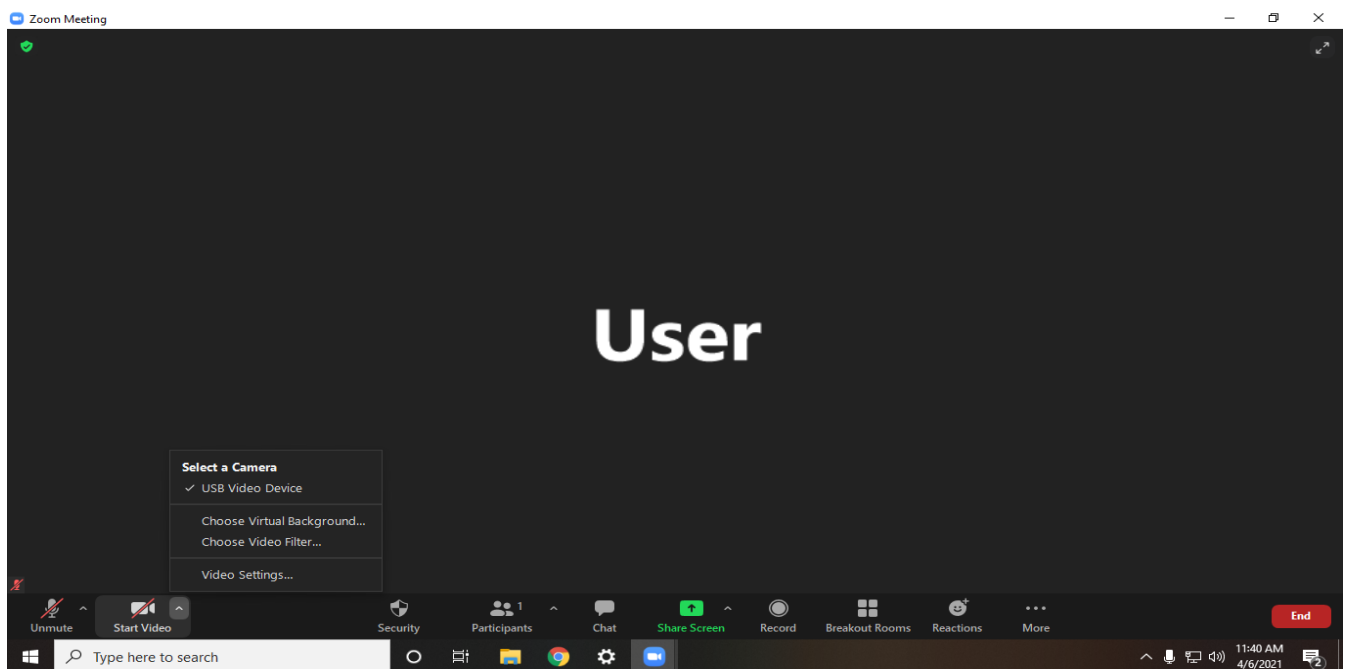 Zoom Meeting
User
Select a Camera
USB Video Device
Choose Virtual Background...
Choose Video Filter...
Video Settings...
Unmute
Start Video
Security
Participants
1
Chat
Share Screen
Record
Breakout Rooms
Reactions
More
End
Type here to search
11:40 AM
4/6/2021
2